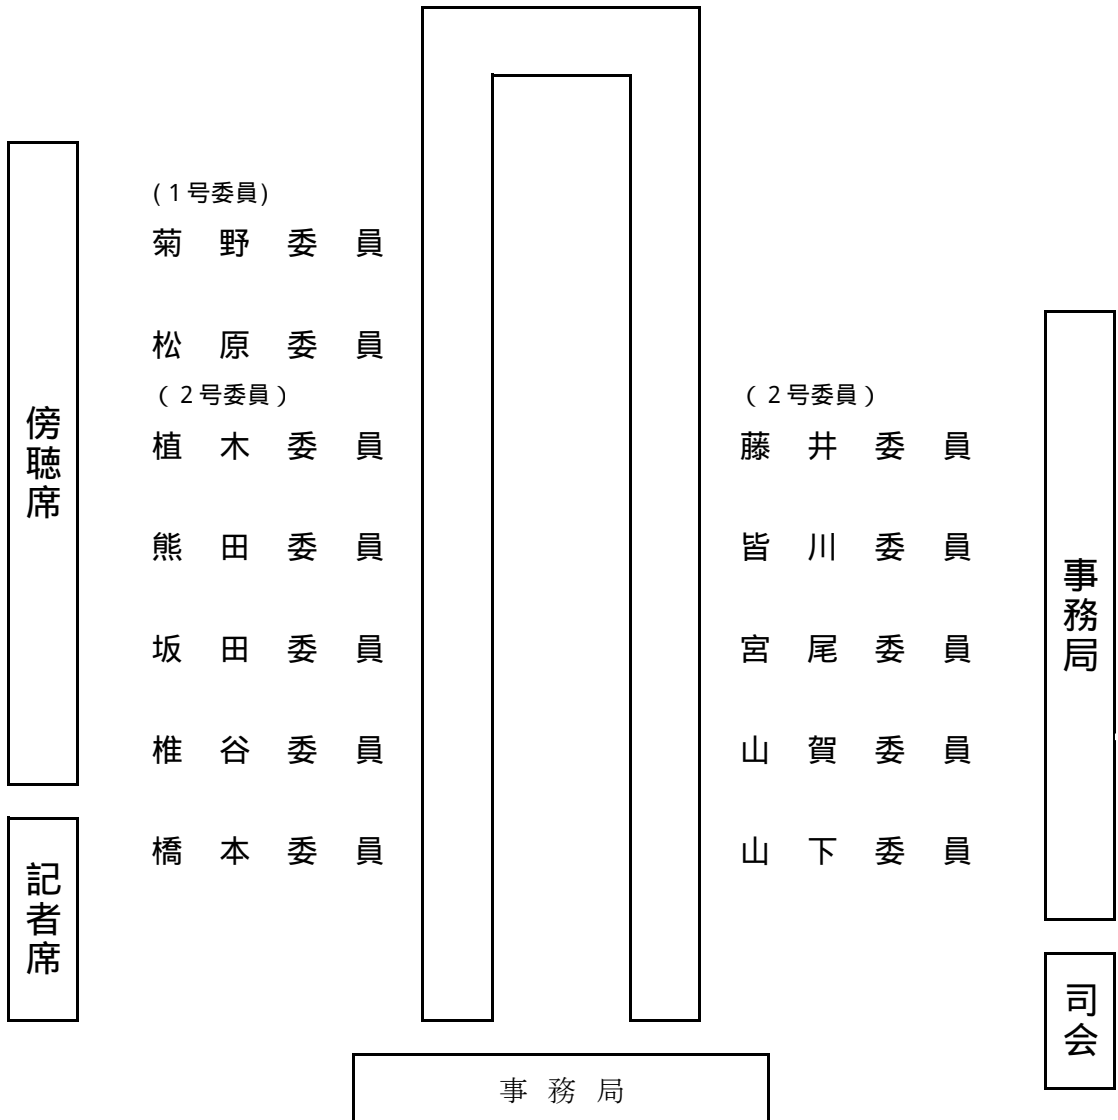 傍聴席
記者席
(1号委員)
菊野委員
松原委員
(2号委員)
植木委員
熊田委員
坂田委員
椎谷委員
橋本委員
(2号委員)
藤井委員
皆川委員
宮尾委員
山賀委員
山下委員
事務局
司会
事務局